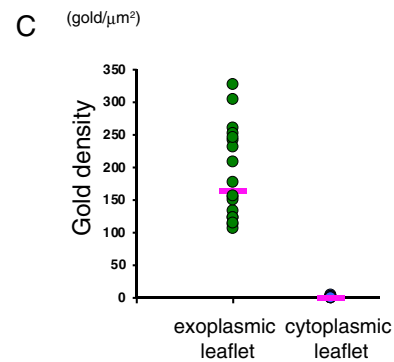 C
(gold/μm²)
Gold density
350
300
250
200
150
100
50
0
exoplasmic leaflet
cytoplasmic leaflet